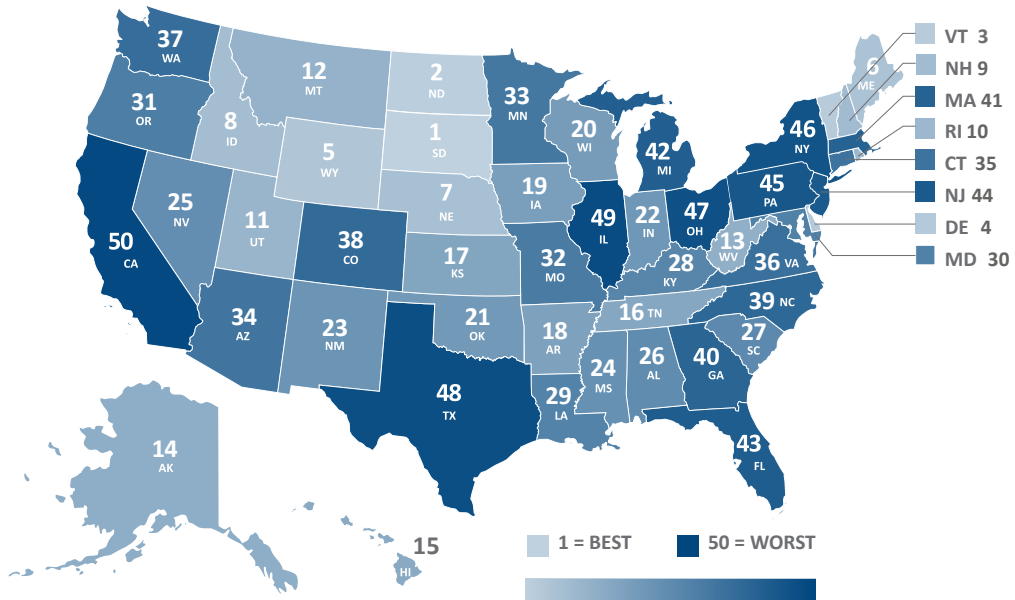 37
WA
31
OR
8
ID
12
MT
2
ND
1
SD
5
WY
7
NE
33
MN
20
WI
42
MI
19
IA
25
NV
11
UT
38
CO
17
KS
32
MO
49
IL
22
IN
47
OH
50
CA
34
AZ
23
NM
21
OK
18
AR
48
TX
29
LA
24
MS
26
AL
40
GA
43
FL
27
SC
39 NC
16 TN
28
KY
13
WV
36 VA
45
PA
46
NY
6
ME
VT 3
NH 9
MA 41
RI 10
CT 35
NJ 44
DE 4
MD 30
14
AK
15
HI
1 = BEST
50 = WORST